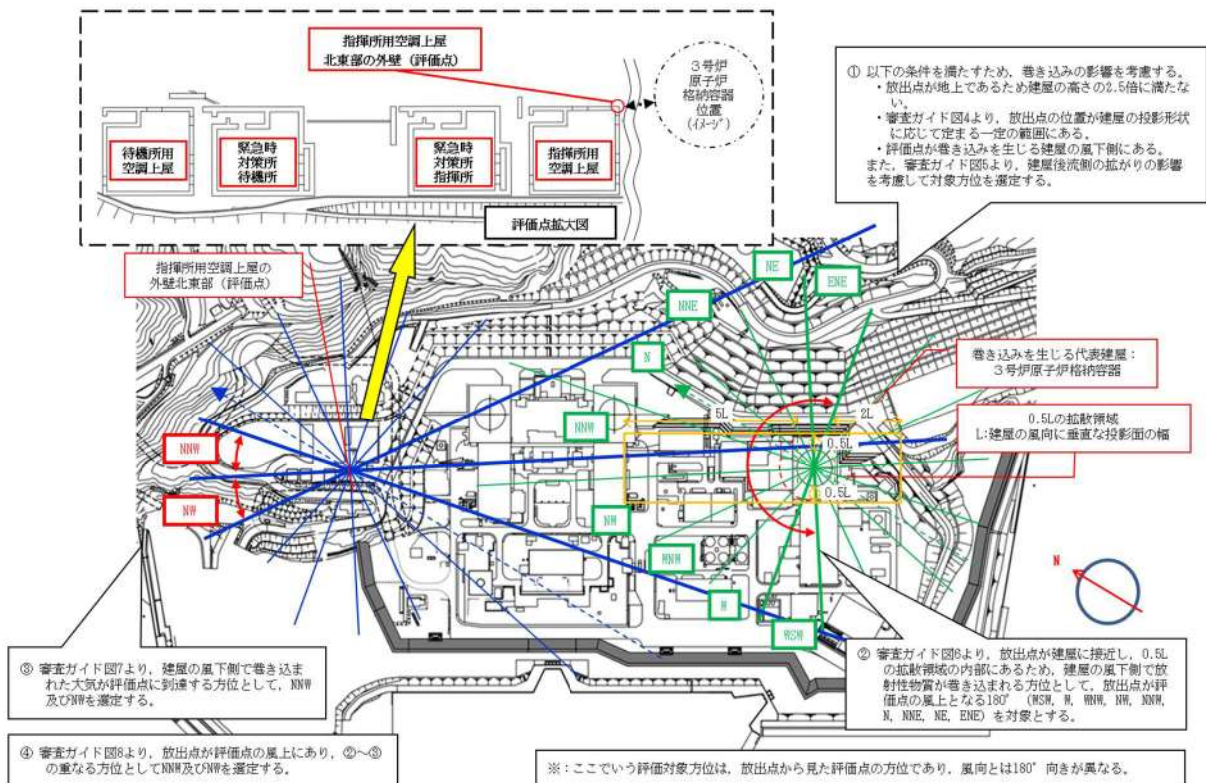 指揮所用空調上屋
北東部の外壁（評価点）
３号炉
原子炉
格納容器
位置
(ｲﾒｰｼﾞ)
待機所用
空調上屋
緊急時
対策所
待機所
緊急時
対策所
指揮所
指揮所用
空調上屋
評価点拡大図
① 以下の条件を満たすため，巻き込みの影響を考慮する。
・放出点が地上であるため建屋の高さの2.5倍に満たな
い。
・審査ガイド図4より，放出点の位置が建屋の投影形状
に応じて定まる一定の範囲にある。
・評価点が巻き込みを生じる建屋の風下側にある。
また，審査ガイド図5より，建屋後流側の拡がりの影響
を考慮して対象方位を選定する。
指揮所用空調上屋の
外壁北東部（評価点）
NE
ENE
NNE
N
巻き込みを生じる代表建屋：
３号炉原子炉格納容器
5L
2L
0.5Lの拡散領域
L:建屋の風向に垂直な投影面の幅
NNW
NNW
0.5L
0.5L
NW
NW
WNW
W
WSW
N
③ 審査ガイド図7より，建屋の風下側で巻き込ま
れた大気が評価点に到達する方位として，NNW
及びNWを選定する。
② 審査ガイド図6より，放出点が建屋に接近し，0.5L
の拡散領域の内部にあるため，建屋の風下側で放
射性物質が巻き込まれる方位として，放出点が評
価点の風上となる180°（WSW, W, WNW, NW, NNW,
N, NNE, NE, ENE）を対象とする。
④ 審査ガイド図8より，放出点が評価点の風上にあり，②～③
の重なる方位としてNNW及びNWを選定する。
※：ここでいう評価対象方位は，放出点から見た評価点の方位であり，風向とは180°向きが異なる。